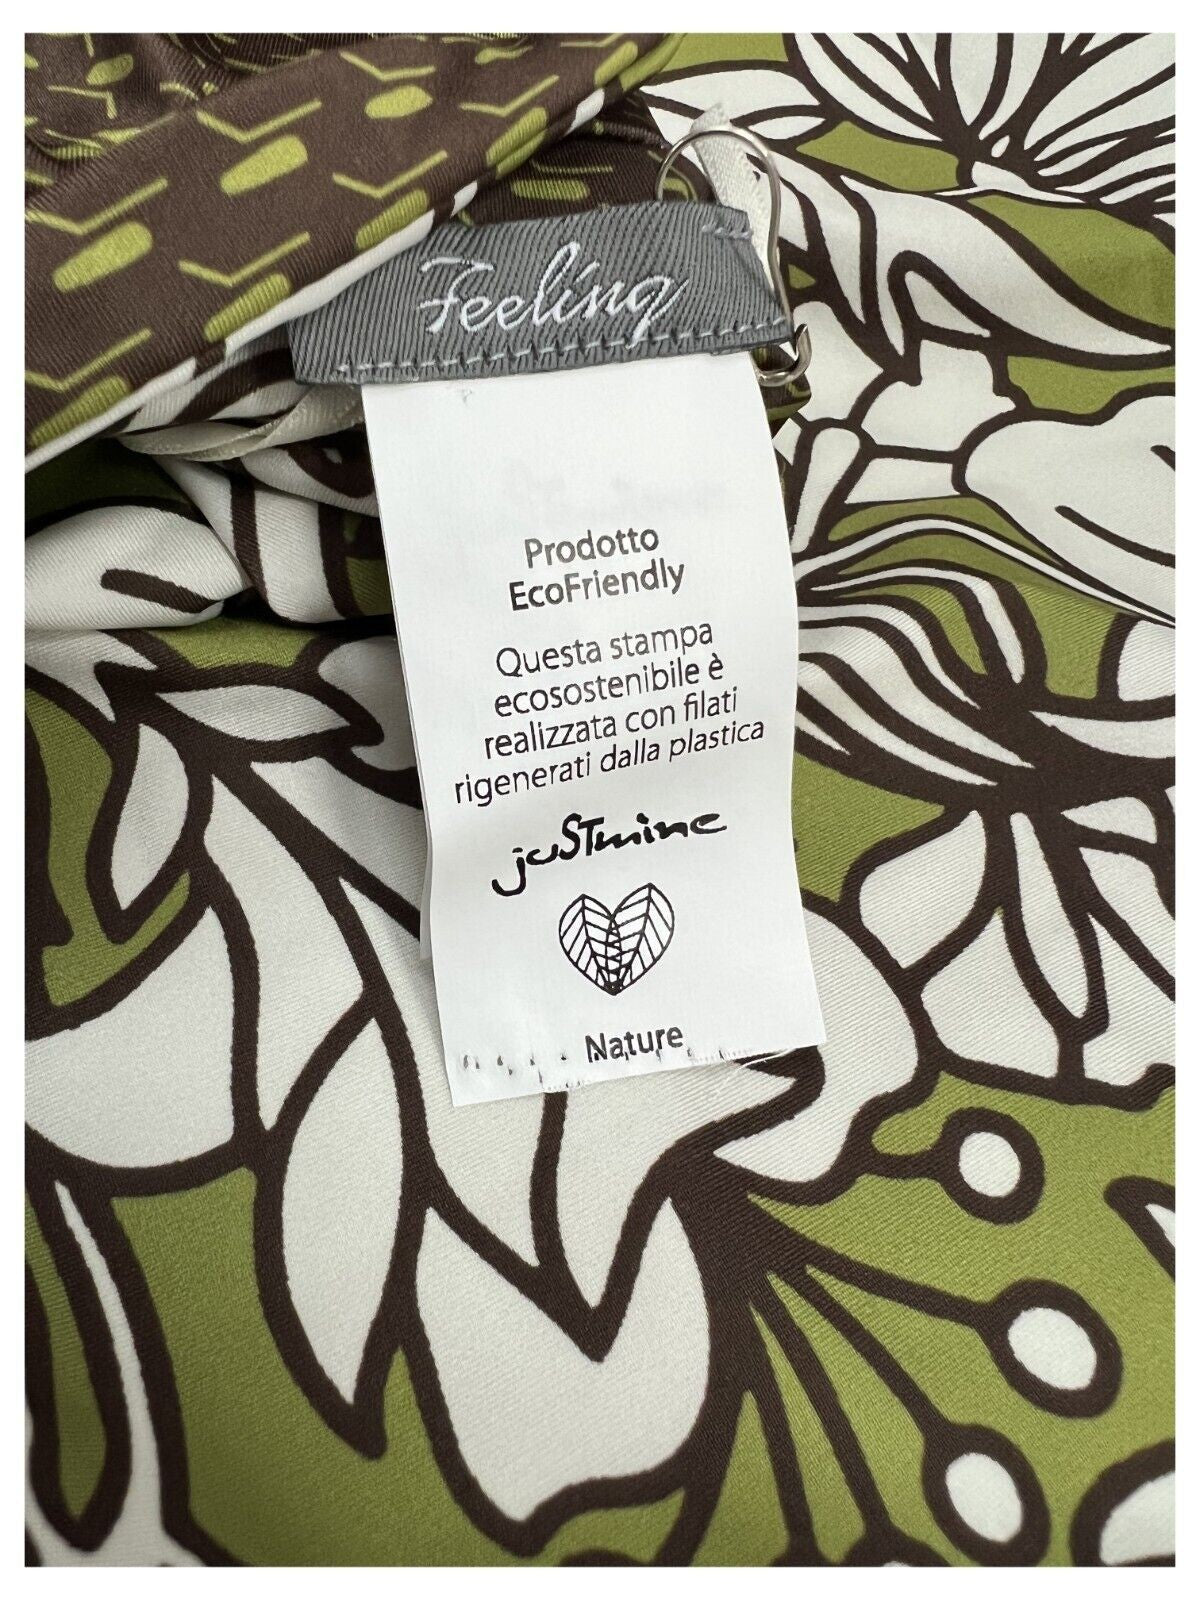 Feeling
Prodotto
EcoFriendly
Questa stampa
ecosostenibile è
realizzata con filati
rigenerati dalla plastica
juSTmine
Nature